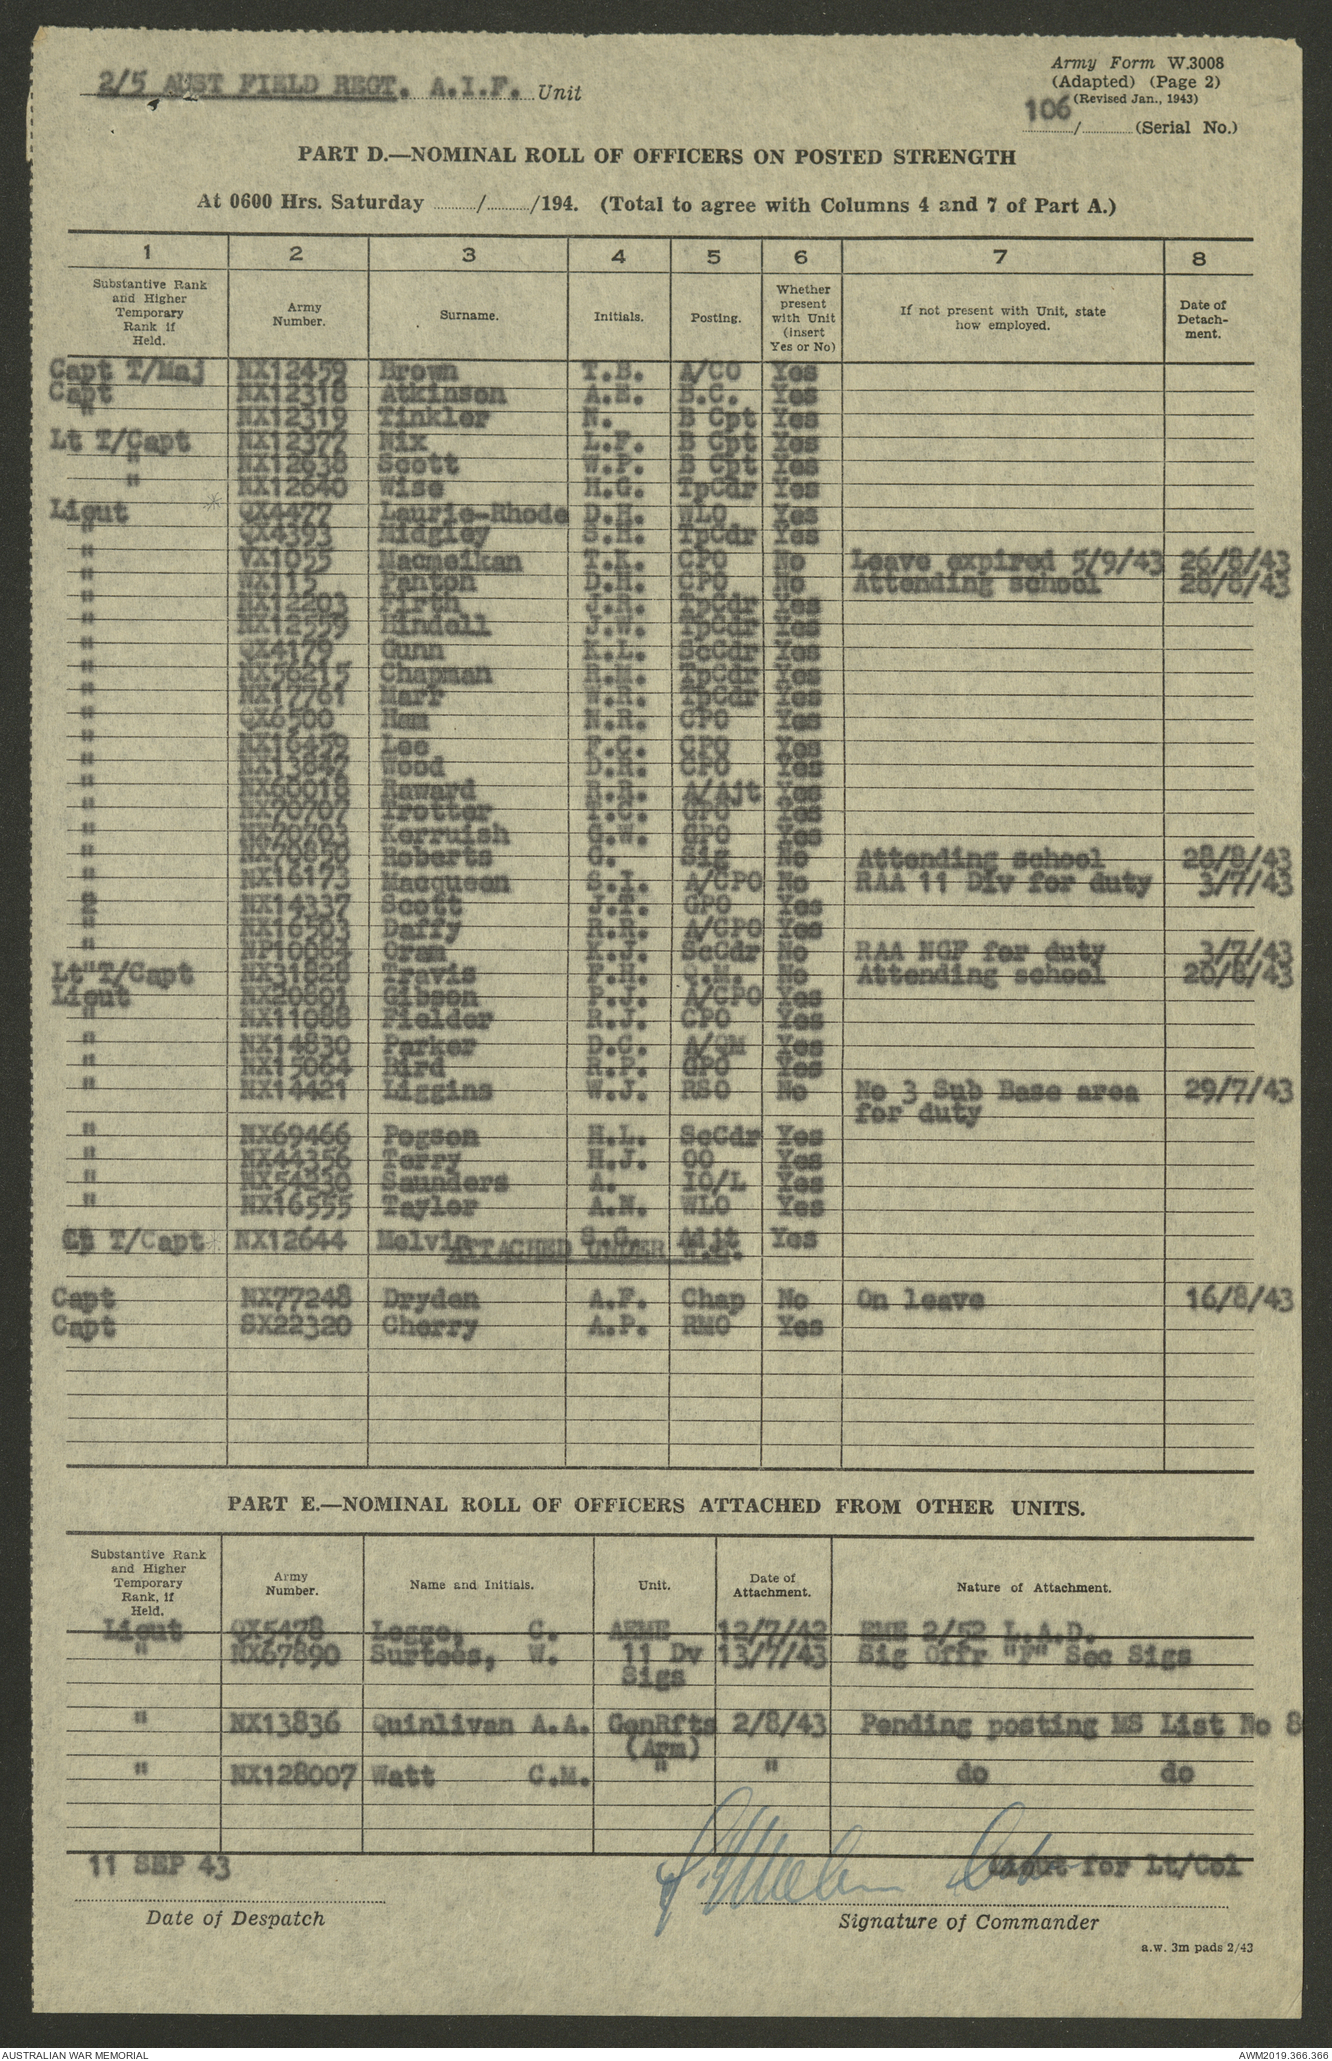 2/5 AUST FIELD REGT. A.I.F. Unit
Army Form W.3008
(Adapted) (Page 2)
(Revised Jan., 1943)
106 / (Serial No.)
PART D.—NOMINAL ROLL OF OFFICERS ON POSTED STRENGTH
At 0600 Hrs. Saturday ........../........../194. (Total to agree with Columns 4 and 7 of Part A.)
1 2 3 4 5 6 7 8
Substantive Rank and Higher Temporary Rank if Held. Army Number. Surname. Initials. Posting. Whether present with Unit (insert Yes or No) If not present with Unit, state how employed. Date of Detach-ment.
Capt T/Maj NX12459 Brown T.B. A/CO Yes
Capt NX12318 Atkinson A.E. B.C. Yes
" NX12319 Tinkler N. B Cpt Yes
Lt T/Capt NX12377 Nix L.F. B Cpt Yes
" NX12638 Scott W.P. B Cpt Yes
" NX12640 Wise H.G. TpCdr Yes
Lieut QX4477 Laurie-Rhode D.H. WLO Yes
" QX4393 Midgley S.H. TpCdr Yes
" VX1055 Macmeikan T.K. CPO No Leave expired 5/9/43 26/8/43
" WX115 Panton D.H. CPO No Attending school 28/8/43
" NX12203 Firth J.R. TpCdr Yes
" NX12559 Hindell J.W. TpCdr Yes
" QX4179 Gunn K.L. ScCdr Yes
" NX56215 Chapman R.M. TpCdr Yes
" NX17761 Marr W.R. TpCdr Yes
" QX6500 Ham N.R. CPO Yes
" NX16459 Lee F.C. CPO Yes
" NX13842 Wood D.R. CPO Yes
" NX60018 Raward R.R. A/Ajt Yes
" NX70707 Trotter T.C. GPO Yes
" NX70703 Kerruish G.W. GPO Yes
" NX70850 Roberts G. Sig No Attending school 28/8/43
" NX16173 Macqueen S.I. A/CPO No RAA 11 Div for duty 3/7/43
" NX14337 Scott J.T. GPO Yes
" NX16503 Daffy R.R. A/CPO Yes
" NP10084 Oram K.J. ScCdr No RAA NGF for duty 3/7/43
Lt" T/Capt NX31828 Travis F.H. Q.M. No Attending school 20/8/43
Lieut NX20601 Gibson P.J. A/CPO Yes
" NX11088 Fielder R.J. CPO Yes
" NX14830 Parker D.C. A/QM Yes
" NX15064 Bird R.P. GPO Yes
" NX14421 Liggins W.J. RSO No No 3 Sub Base area 29/7/43
for duty
" NX69466 Pogson H.L. ScCdr Yes
" NX44356 Terry H.J. OO Yes
" NX54230 Saunders A. IO/L Yes
" NX16555 Tayler A.N. WLO Yes
T/Capt NX12644 Melvin S.G. Adjt Yes
ATTACHED UNDER W.E.
Capt NX77248 Dryden A.F. Chap No On leave 16/8/43
Capt SX22320 Cherry A.P. RMO Yes
PART E.—NOMINAL ROLL OF OFFICERS ATTACHED FROM OTHER UNITS.
Substantive Rank and Higher Temporary Rank, if Held. Army Number. Name and Initials. Unit. Date of Attachment. Nature of Attachment.
Lieut QX5478 Legge, C. AEME 12/7/42 EME 2/52 L.A.D.
" NX67890 Surtees, W. 11 Dv 13/7/43 Sig Offr "F" Sec Sigs
Sigs
" NX13836 Quinlivan A.A. GenRfts 2/8/43 Pending posting MS List No 8
(Arm)
" NX128007 Watt C.M. " " do do
11 SEP 43 Lieut for Lt/Col
Date of Despatch Signature of Commander
a.w. 3m pads 2/43
AUSTRALIAN WAR MEMORIAL AWM2019.366.366